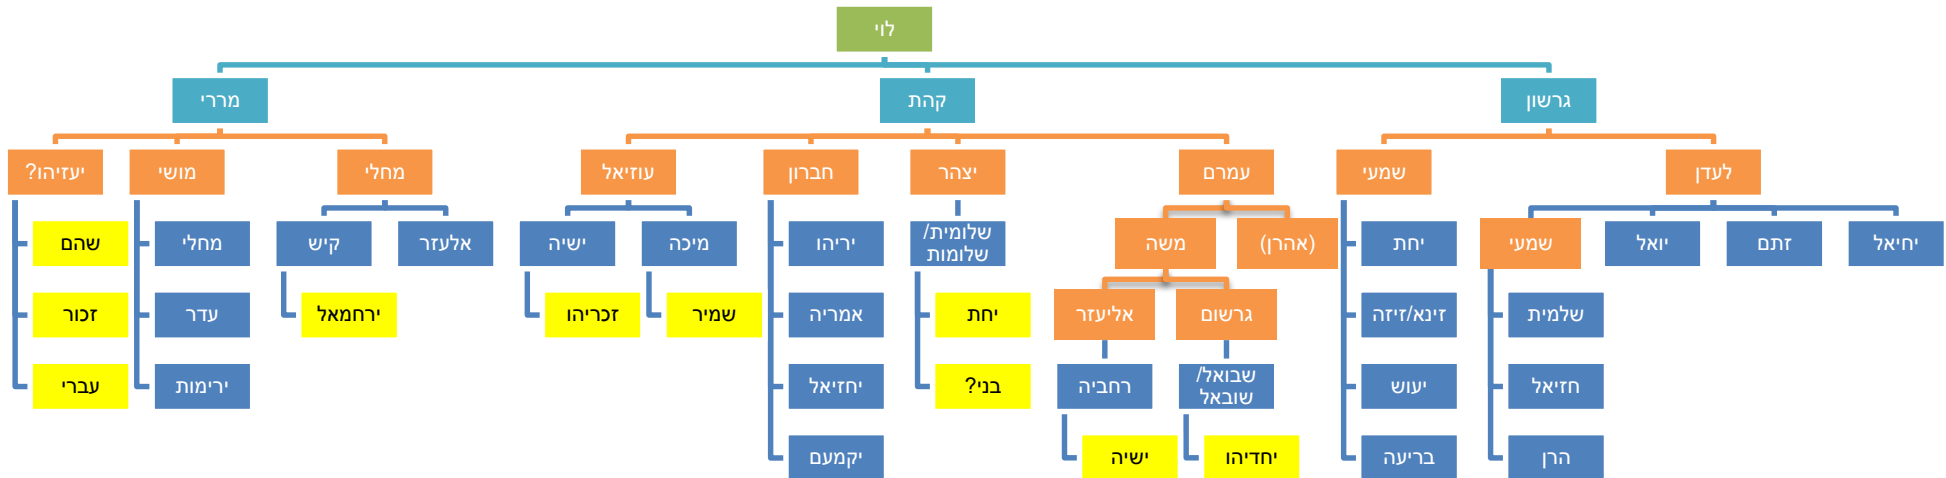 לוי
גרשון
קהת
מררי
לעדן
שמעי
עמרם
יצהר
חברון
עוזיאל
מחלי
מושי
יעזיהו?
יחיאל
זתם
יואל
שמעי
יחת
(אהרן)
משה
שלומית/
שלומות
יריהו
מיכה
ישיה
אלעזר
קיש
מחלי
שהם
שלמית
זינא/זיזה
גרשום
אליעזר
יחת
אמריה
שמיר
זכריהו
ירחמאל
עדר
זכור
חזיאל
יעוש
שבואל/
שובאל
רחביה
בני?
יחזיאל
ירימות
עברי
הרן
בריעה
יחדיהו
ישיה
יקמעם